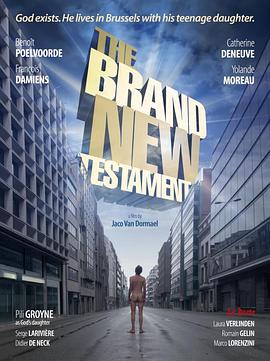 God exists. He lives in Brussels with his teenage daughter.
Benoît
POELVOORDE
François
DAMIENS
Catherine
DENEUVE
Yolande
MOREAU
THE
BRAND
NEW
TESTAMENT
a film by
Jaco Van Dormael
Pili GROYNE
as God's daughter
Serge LARIVIÈRE
Didier DE NECK
Laura VERLINDEN
Romain GELIN
Marco LORENZINI